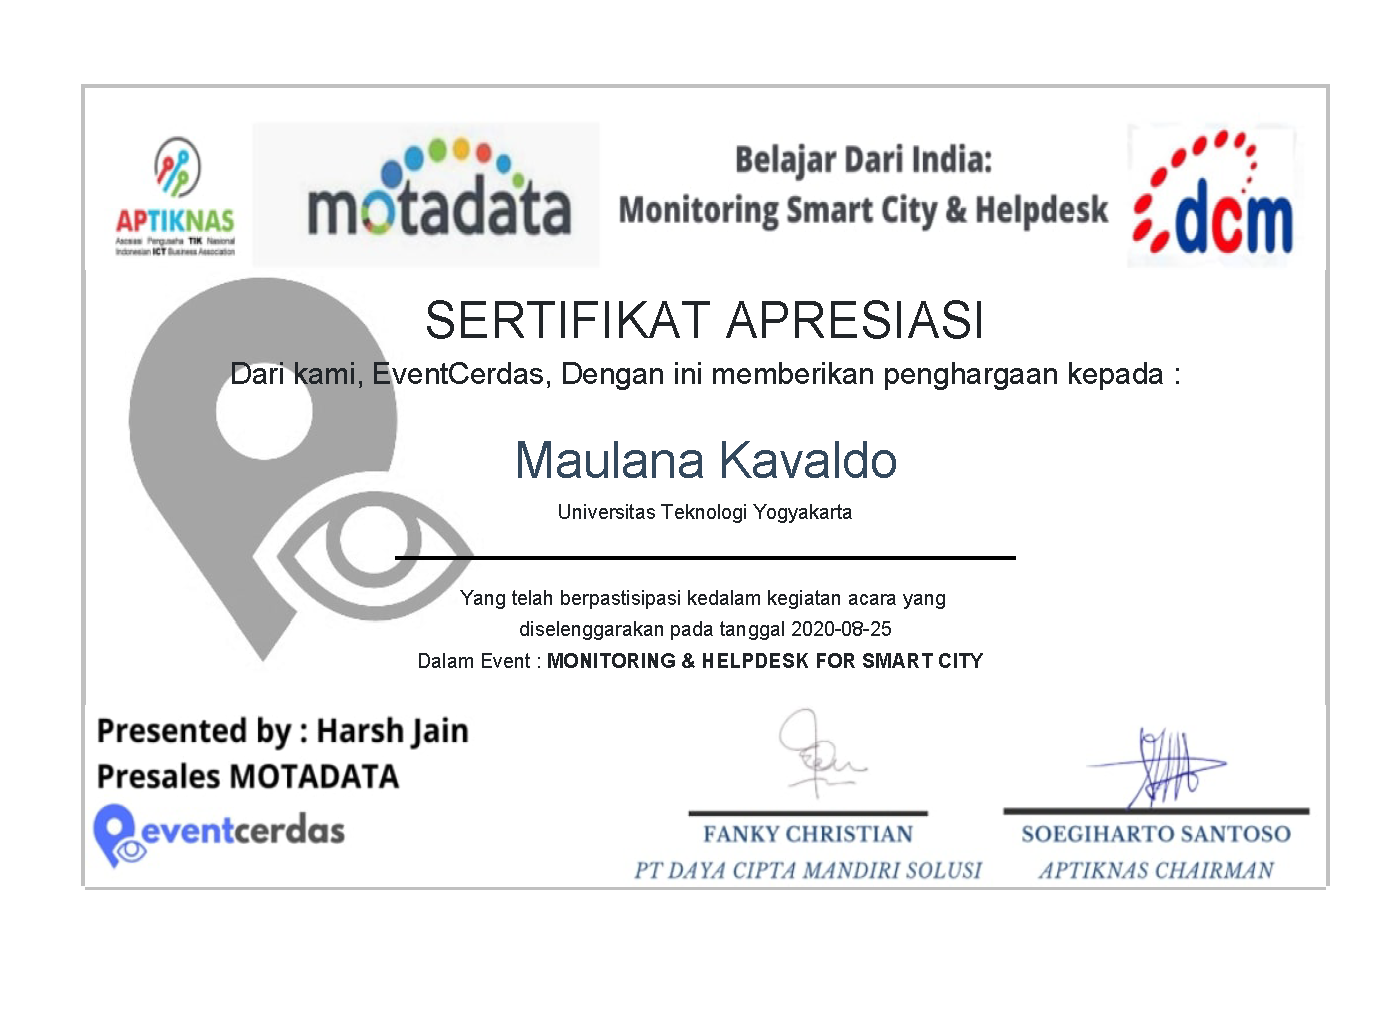 APTIKNAS
Asosiasi Pengusaha TIK Nasional
Indonesian ICT Business Association
motadata
Belajar Dari India:
Monitoring Smart City & Helpdesk
dcm
SERTIFIKAT APRESIASI
Dari kami, EventCerdas, Dengan ini memberikan penghargaan kepada :
Maulana Kavaldo
Universitas Teknologi Yogyakarta
Yang telah berpastisipasi kedalam kegiatan acara yang
diselenggarakan pada tanggal 2020-08-25
Dalam Event : MONITORING & HELPDESK FOR SMART CITY
Presented by : Harsh Jain
Presales MOTADATA
eventcerdas
FANKY CHRISTIAN
PT DAYA CIPTA MANDIRI SOLUSI
SOEGIHARTO SANTOSO
APTIKNAS CHAIRMAN